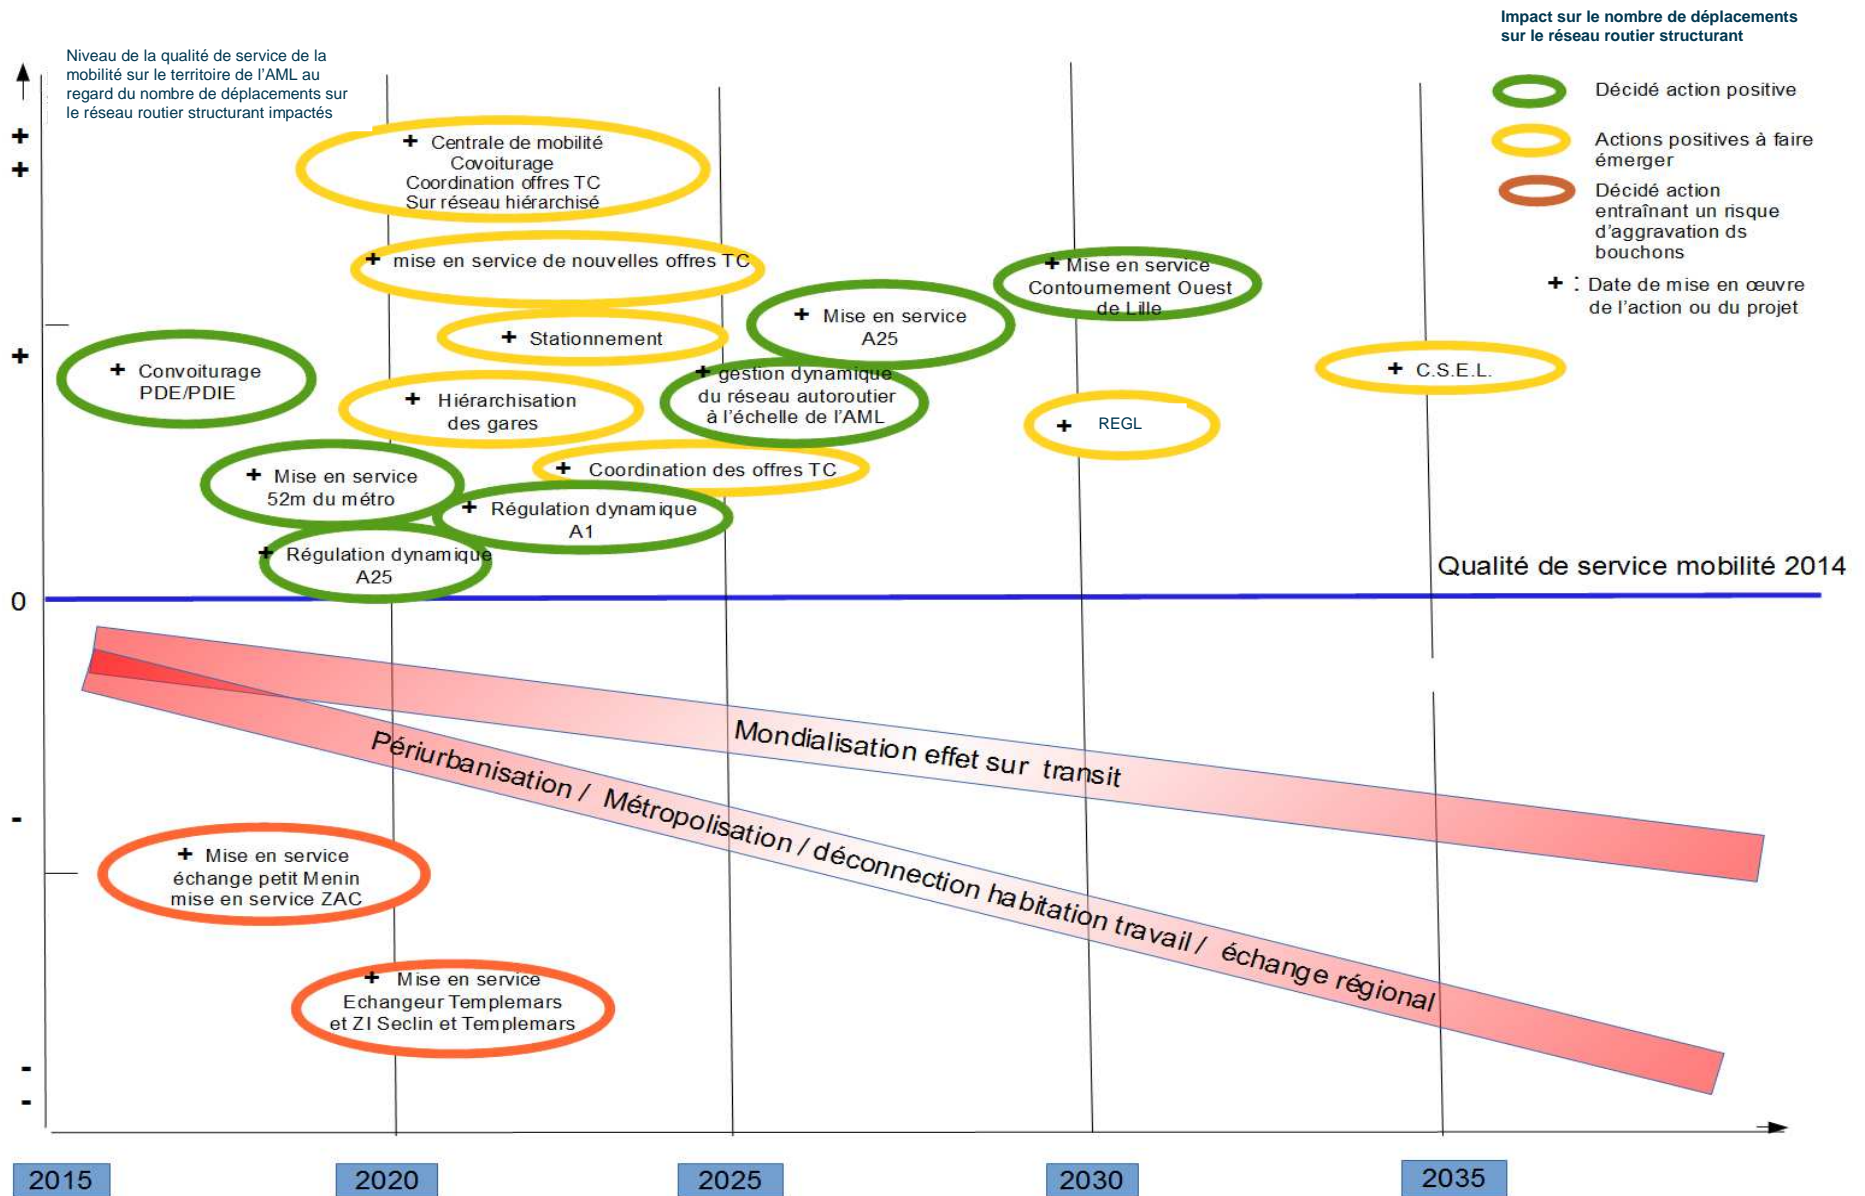 Impact sur le nombre de déplacements
sur le réseau routier structurant
Niveau de la qualité de service de la
mobilité sur le territoire de l'AML au
regard du nombre de déplacements sur
le réseau routier structurant impactés
Décidé action positive
Actions positives à faire
émerger
Décidé action
entraînant un risque
d'aggravation ds
bouchons
+ : Date de mise en œuvre
de l'action ou du projet
+
+
+
0
-
-
-
+ Centrale de mobilité
Covoiturage
Coordination offres TC
Sur réseau hiérarchisé
+ mise en service de nouvelles offres TC
+ Mise en service
Contournement Ouest
de Lille
+ Mise en service
A25
+ Stationnement
+ Convoiturage
PDE/PDIE
+ C.S.E.L.
+ gestion dynamique
du réseau autoroutier
à l'échelle de l'AML
+ Hiérarchisation
des gares
+ REGL
+ Coordination des offres TC
+ Mise en service
52m du métro
+ Régulation dynamique
A1
+ Régulation dynamique
A25
Qualité de service mobilité 2014
Mondialisation effet sur transit
Périurbanisation / Métropolisation / déconnection habitation travail / échange régional
+ Mise en service
échange petit Menin
mise en service ZAC
+ Mise en service
Echangeur Templemars
et ZI Seclin et Templemars
2015
2020
2025
2030
2035